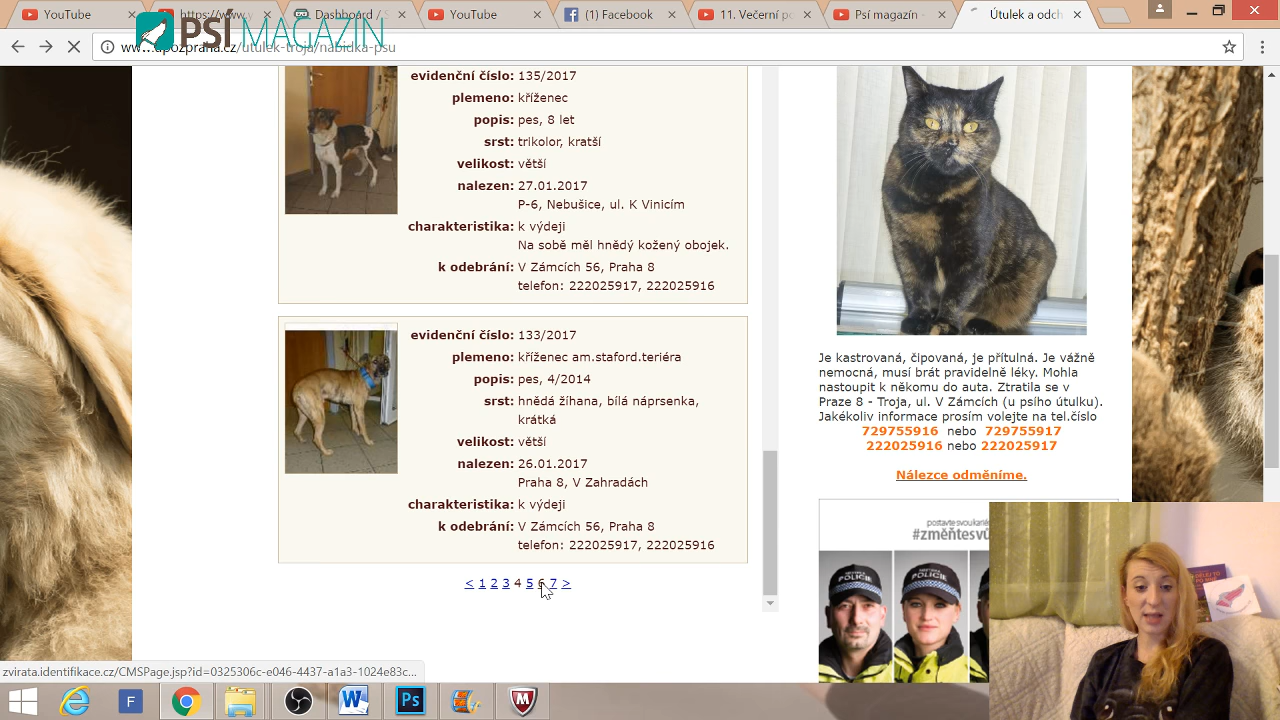 YouTube
https://www.y
Dashboard / S
YouTube
(1) Facebook
11. Večerní po
Psí magazín -
Útulek a odch
PSÍ MAGAZÍN
/utulek-troja/nabidka-psu
evidenční číslo: 135/2017
plemeno: kříženec
popis: pes, 8 let
srst: trikolor, kratší
velikost: větší
nalezen: 27.01.2017
P-6, Nebušice, ul. K Vinicím
charakteristika: k výdeji
Na sobě měl hnědý kožený obojek.
k odebrání: V Zámcích 56, Praha 8
telefon: 222025917, 222025916
evidenční číslo: 133/2017
plemeno: kříženec am.staford.teriéra
popis: pes, 4/2014
srst: hnědá žíhana, bílá náprsenka,
krátká
velikost: větší
nalezen: 26.01.2017
Praha 8, V Zahradách
charakteristika: k výdeji
k odebrání: V Zámcích 56, Praha 8
telefon: 222025917, 222025916
< 1 2 3 4 5 6 7 >
Je kastrovaná, čipovaná, je přítulná. Je vážně
nemocná, musí brát pravidelně léky. Mohla
nastoupit k někomu do auta. Ztratila se v
Praze 8 - Troja, ul. V Zámcích (u psího útulku).
Jakékoliv informace prosím volejte na tel.číslo
729755916 nebo 729755917
222025916 nebo 222025917
Nálezce odměníme.
postavte svou kariér
#změňtesvů
POLICIE
POLICIE
zvirata.identifikace.cz/CMSPage.jsp?id=0325306c-e046-4437-a1a3-1024e83c...
F
W
Ps